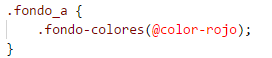 .fondo_a {
    .fondo-colores(@color-rojo);
}